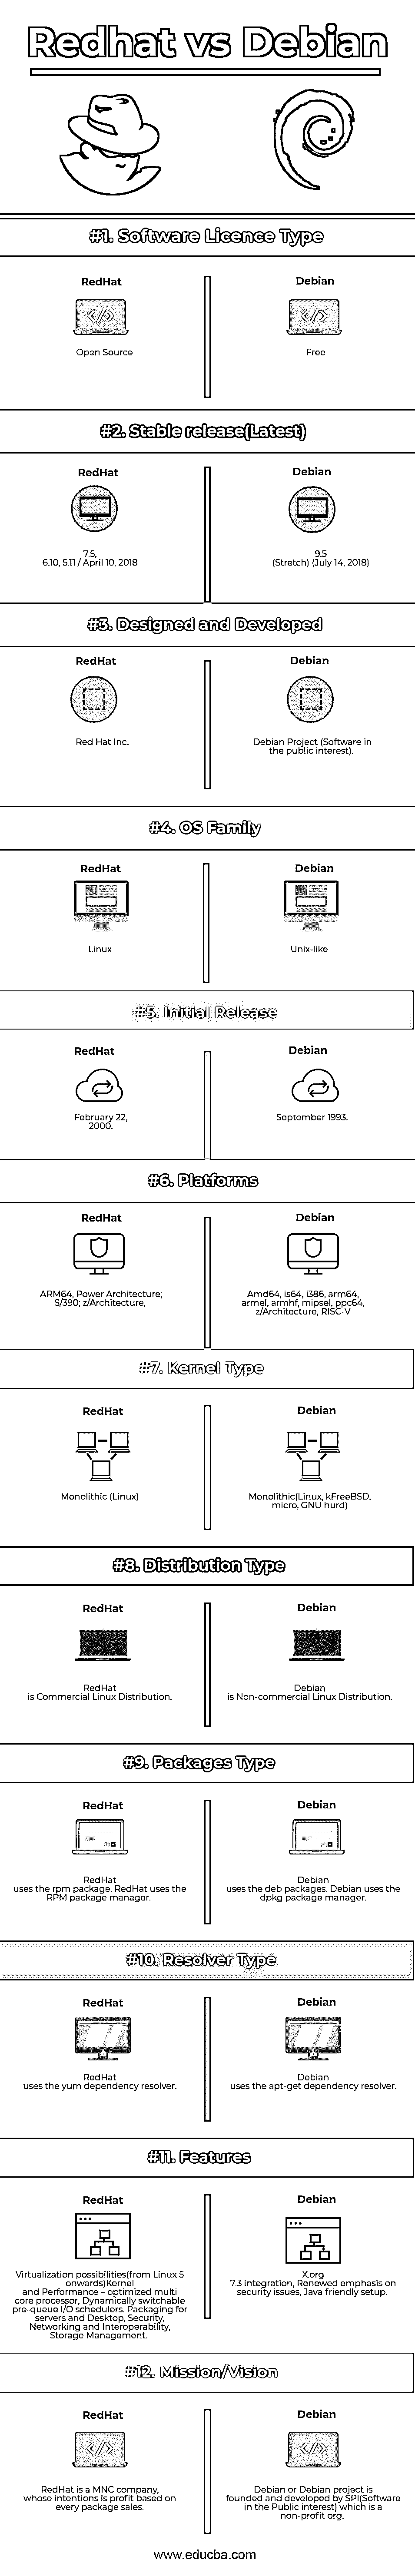 Redhat vs Debian
#1. Software Licence Type
RedHat
Open Source
Debian
Free
#2. Stable release(Latest)
RedHat
7.5,
6.10, 5.11 / April 10, 2018
Debian
9.5
(Stretch) (July 14, 2018)
#3. Designed and Developed
RedHat
Red Hat Inc.
Debian
Debian Project (Software in
the public interest).
#4. OS Family
RedHat
Linux
Debian
Unix-like
#5. Initial Release
RedHat
February 22,
2000.
Debian
September 1993.
#6. Platforms
RedHat
ARM64, Power Architecture;
S/390; z/Architecture,
Debian
Amd64, is64, i386, arm64,
armel, armhf, mipsel, ppc64,
z/Architecture, RISC-V
#7. Kernel Type
RedHat
Monolithic (Linux)
Debian
Monolithic(Linux, kFreeBSD,
micro, GNU hurd)
#8. Distribution Type
RedHat
RedHat
is Commercial Linux Distribution.
Debian
Debian
is Non-commercial Linux Distribution.
#9. Packages Type
RedHat
RedHat
uses the rpm package. RedHat uses the
RPM package manager.
Debian
Debian
uses the deb packages. Debian uses the
dpkg package manager.
#10. Resolver Type
RedHat
RedHat
uses the yum dependency resolver.
Debian
Debian
uses the apt-get dependency resolver.
#11. Features
RedHat
Virtualization possibilities(from Linux 5
onwards)Kernel
and Performance – optimized multi
core processor, Dynamically switchable
pre-queue I/O schedulers. Packaging for
servers and Desktop, Security,
Networking and Interoperability,
Storage Management.
Debian
X.org
7.3 integration, Renewed emphasis on
security issues, Java friendly setup.
#12. Mission/Vision
RedHat
RedHat is a MNC company,
whose intentions is profit based on
every package sales.
Debian
Debian or Debian project is
founded and developed by SPI(Software
in the Public interest) which is a
non-profit org.
www.educba.com